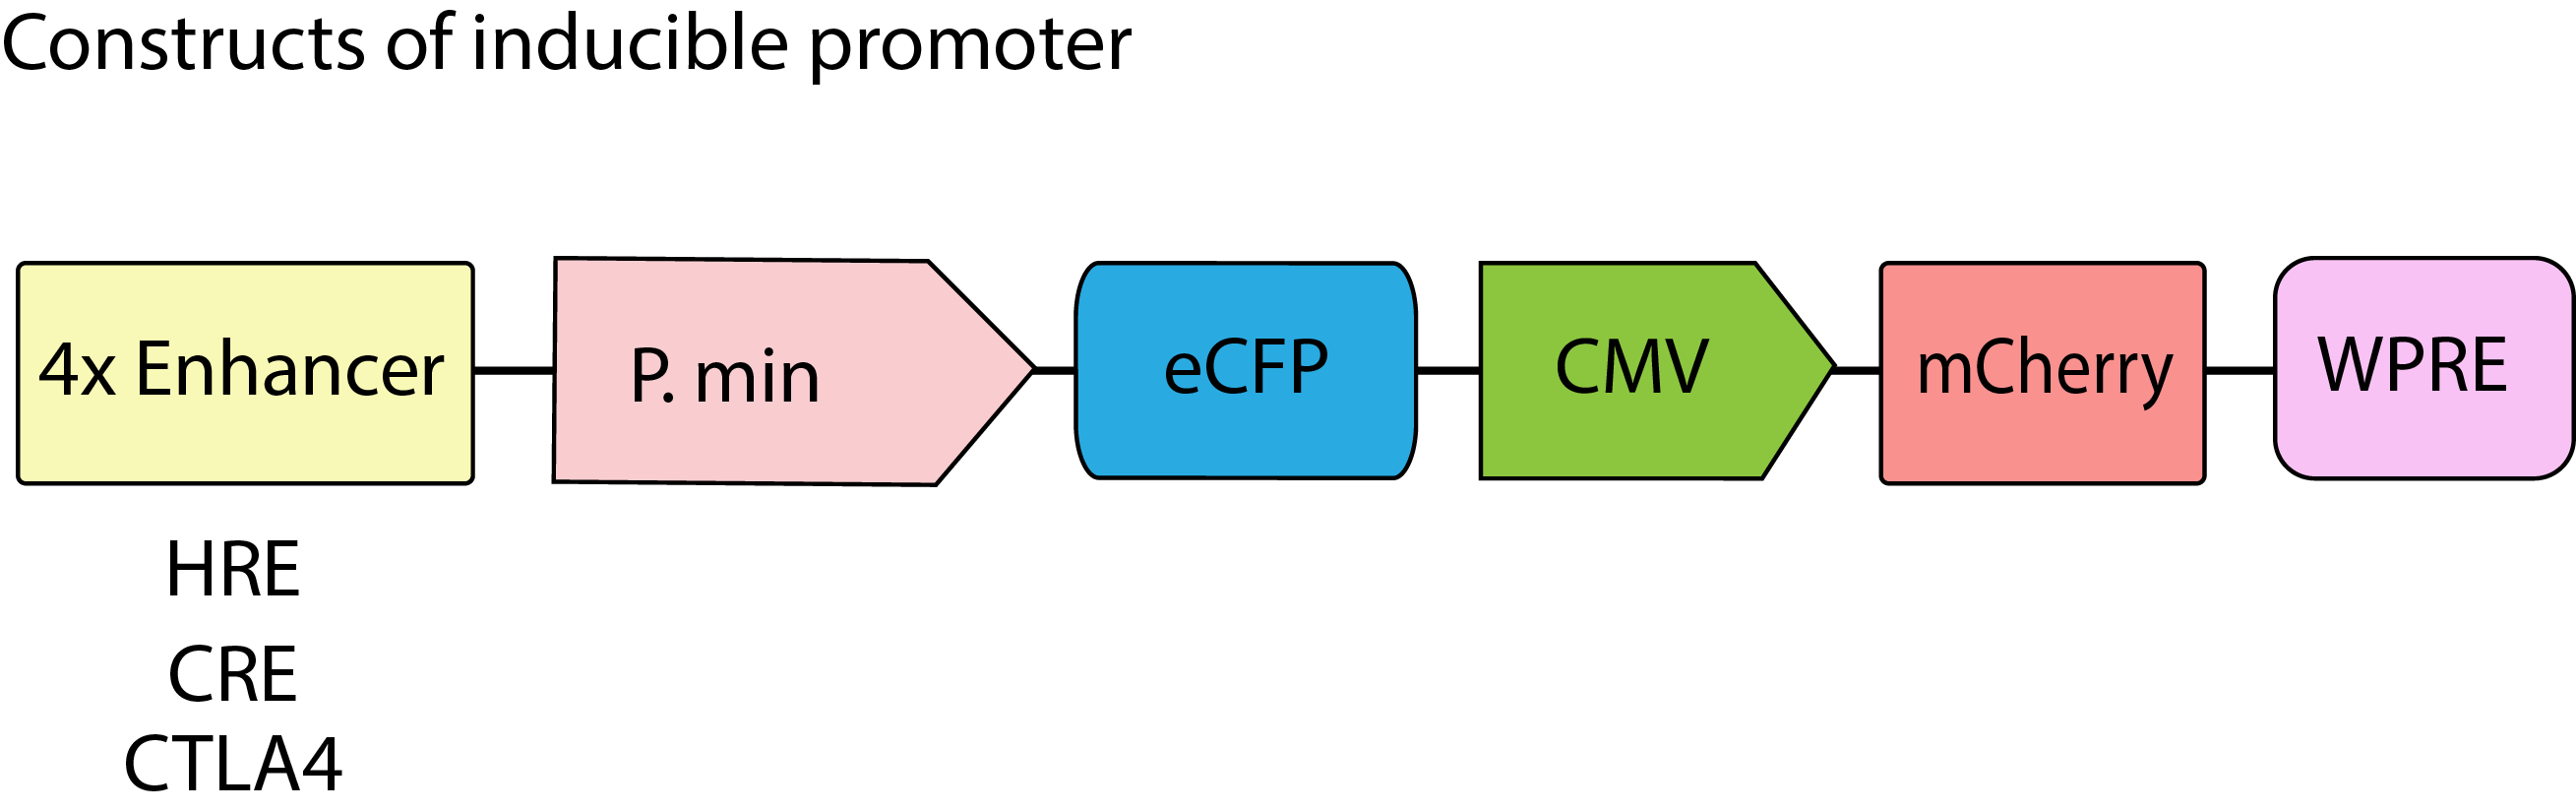 Constructs of inducible promoter
4x Enhancer P. min eCFP CMV mCherry WPRE
HRE
CRE
CTLA4